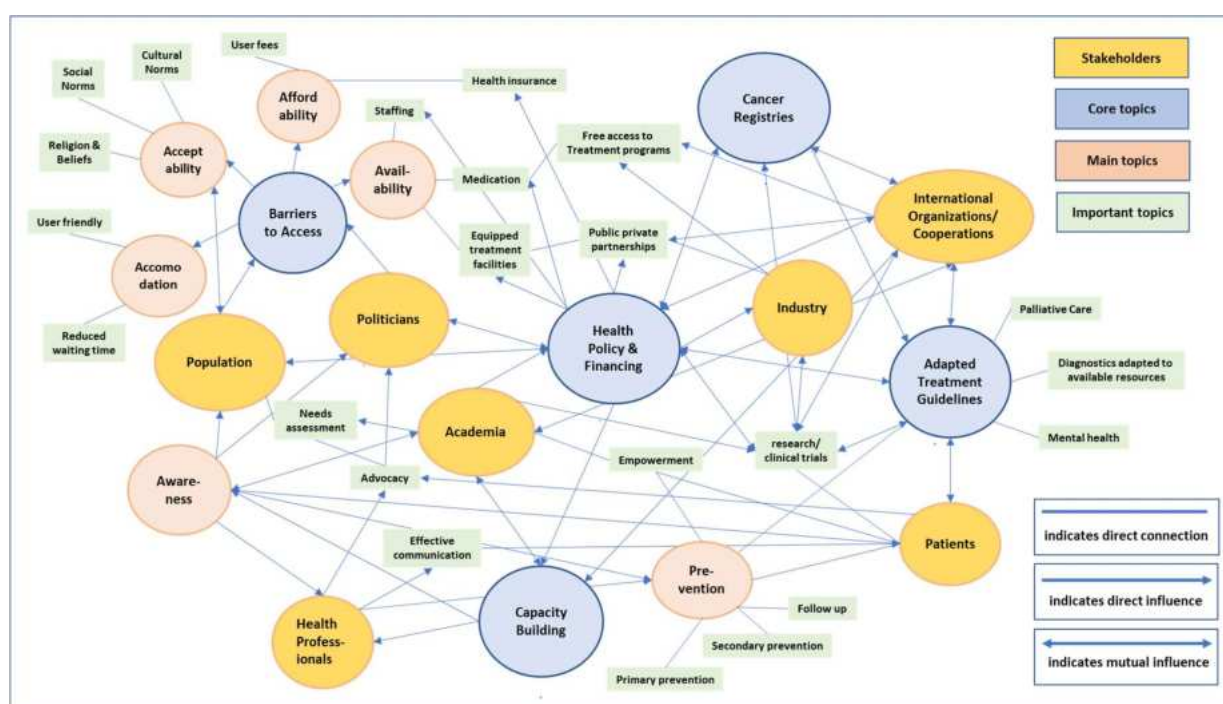 User fees
Cultural
Norms
Social
Norms
Health insurance
Afford
ability
Staffing
Cancer
Registries
Stakeholders
Core topics
Main topics
Important topics
Religion &
Beliefs
Accept
ability
Avail-
ability
Medication
Free access to
Treatment programs
International
Organizations/
Cooperations
User friendly
Barriers
to Access
Equipped
treatment
facilities
Public private
partnerships
Accomo
dation
Reduced
waiting time
Politicians
Industry
Population
Health
Policy &
Financing
Adapted
Treatment
Guidelines
Palliative Care
Diagnostics adapted to
available resources
Mental health
Needs
assessment
Academia
research/
clinical trials
Empowerment
Aware-
ness
Advocacy
Effective
communication
Patients
Pre-
vention
Capacity
Building
Health
Profess-
ionals
Follow up
Secondary prevention
Primary prevention
indicates direct connection
indicates direct influence
indicates mutual influence